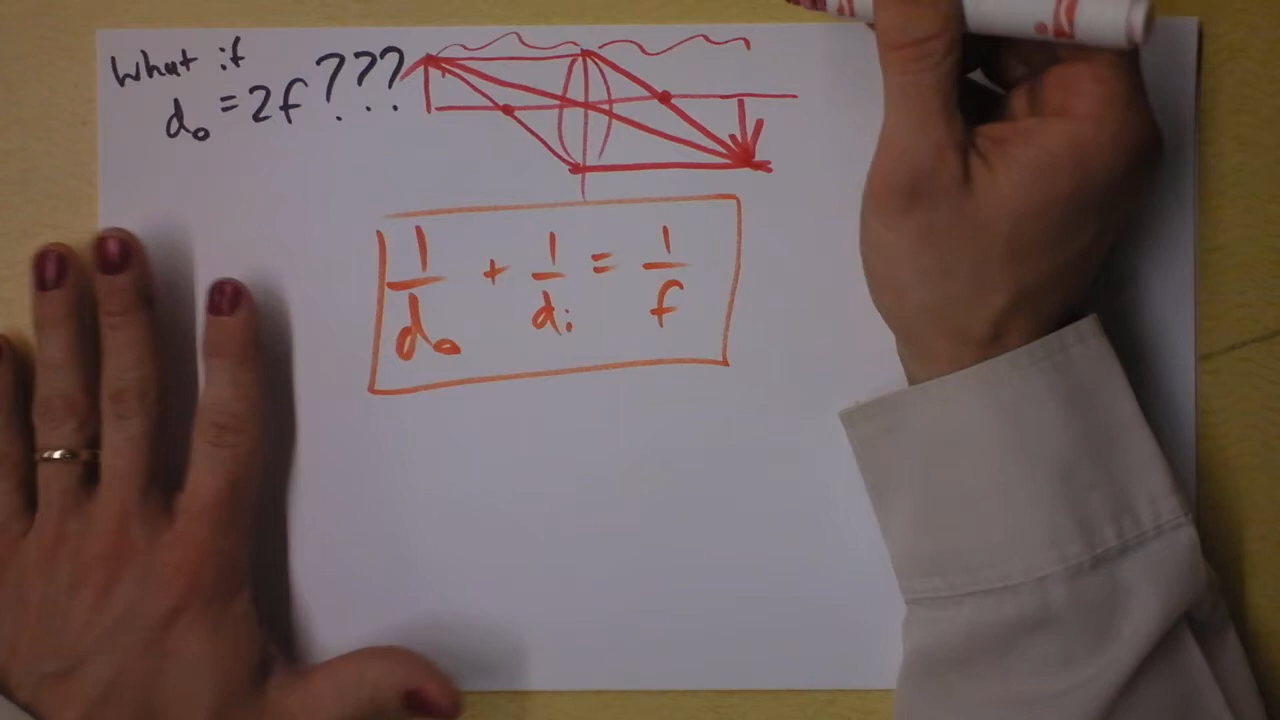 What if
d₀ = 2f ???
1/d₀ + 1/dᵢ = 1/f